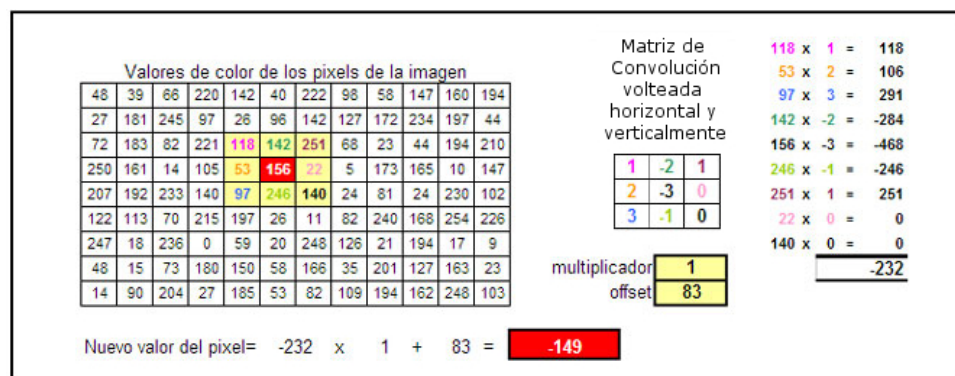 Valores de color de los pixels de la imagen
48 39 66 220 142 40 222 98 58 147 160 194
27 181 245 97 26 96 142 127 172 234 197 44
72 183 82 221 118 142 251 68 23 44 194 210
250 161 14 105 53 156 22 5 173 165 10 147
207 192 233 140 97 246 140 24 81 24 230 102
122 113 70 215 197 26 11 82 240 168 254 226
247 18 236 0 59 20 248 126 21 194 17 9
48 15 73 180 150 58 166 35 201 127 163 23
14 90 204 27 185 53 82 109 194 162 248 103
Matriz de
Convolución
volteada
horizontal y
verticalmente
1 -2 1
2 -3 0
3 -1 0
multiplicador 1
offset 83
118 x 1 = 118
53 x 2 = 106
97 x 3 = 291
142 x -2 = -284
156 x -3 = -468
246 x -1 = -246
251 x 1 = 251
22 x 0 = 0
140 x 0 = 0
-232
Nuevo valor del pixel= -232 x 1 + 83 = -149